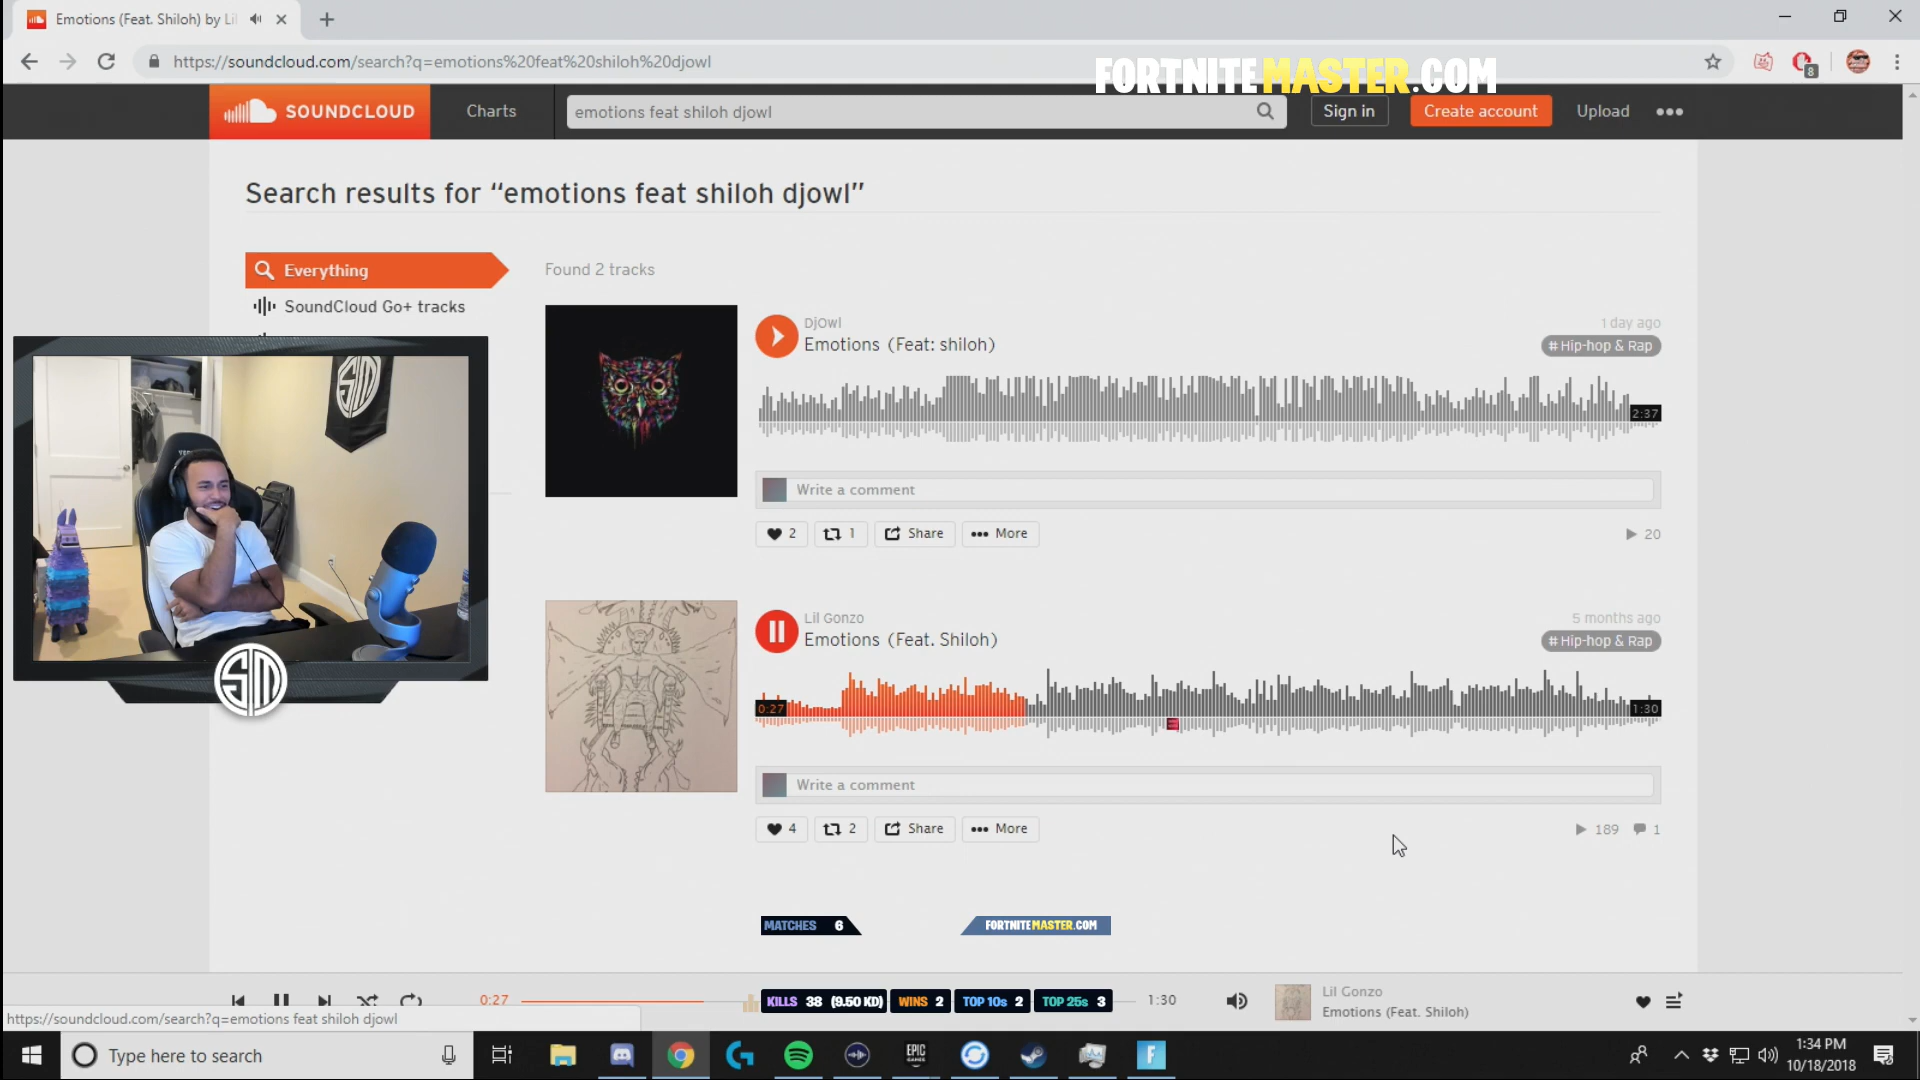 Emotions (Feat. Shiloh) by Lil
https://soundcloud.com/search?q=emotions%20feat%20shiloh%20djowl
8
FORTNITEMASTER.COM
SOUNDCLOUD
Charts
emotions feat shiloh djowl
Sign in
Create account
Upload
Search results for “emotions feat shiloh djowl”
Everything
SoundCloud Go+ tracks
Found 2 tracks
DjOwl
1 day ago
Emotions (Feat: shiloh)
# Hip-hop & Rap
2:37
Write a comment
2
1
Share
More
20
Lil Gonzo
5 months ago
Emotions (Feat. Shiloh)
# Hip-hop & Rap
0:27
1:30
Write a comment
4
2
Share
More
189
1
MATCHES 6
FORTNITEMASTER.COM
0:27
KILLS 38 (9.50 KD)
WINS 2
TOP 10s 2
TOP 25s 3
1:30
Lil Gonzo
Emotions (Feat. Shiloh)
https://soundcloud.com/search?q=emotions feat shiloh djowl
Type here to search
EPIC
GAMES
F
1:34 PM
10/18/2018